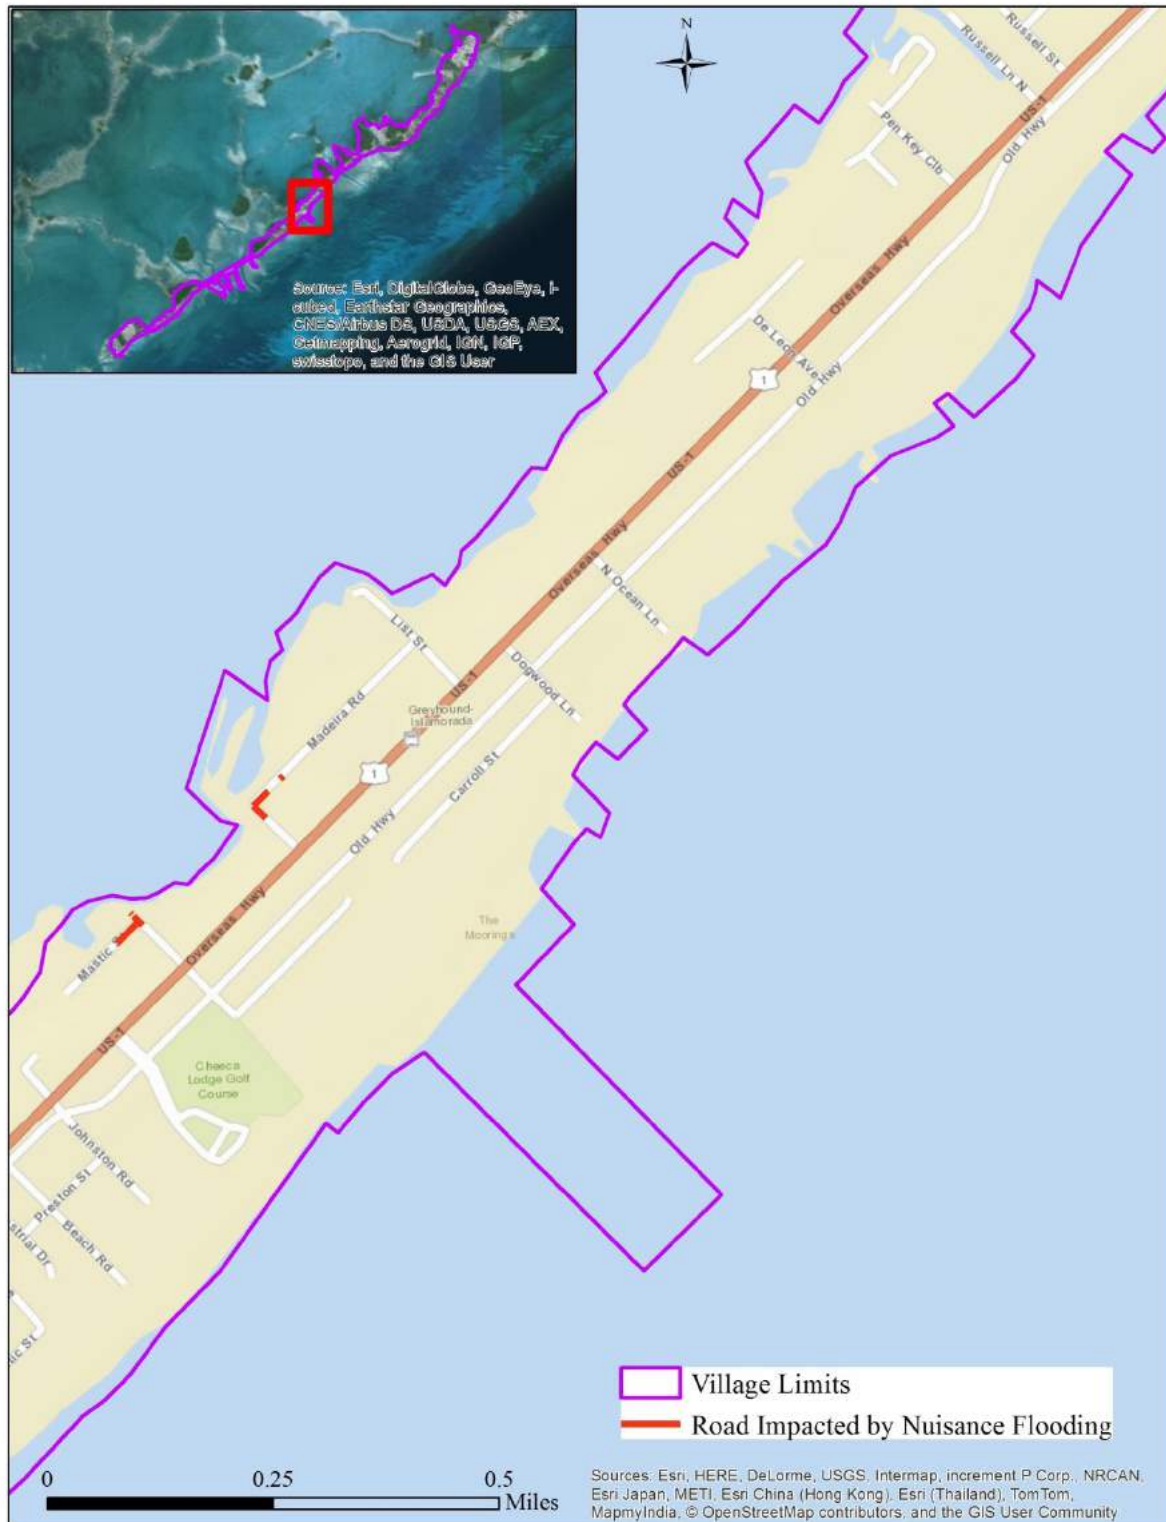 N
Source: Esri, DigitalGlobe, GeoEye, i-
cubed, Earthstar Geographics,
CNES/Airbus DS, USDA, USGS, AEX,
Getmapping, Aerogrid, IGN, IGP,
swisstopo, and the GIS User
Russell St
Russell Ln N
US-1
Old Hwy
Pen Key Clb
Overseas Hwy
De Leon Ave
1
Old Hwy
US-1
Overseas Hwy
N Ocean Ln
List St
Dogwood Ln
US-1
Greyhound-
Islamorada
Madeira Rd
1
Carroll St
Old Hwy
Overseas Hwy
The
Moorings
Mastic
US-1
Cheeca
Lodge Golf
Course
Johnston Rd
Preston St
Beach Rd
strial Dr
ic St
Village Limits
Road Impacted by Nuisance Flooding
0 0.25 0.5
Miles
Sources: Esri, HERE, DeLorme, USGS, Intermap, increment P Corp., NRCAN,
Esri Japan, METI, Esri China (Hong Kong), Esri (Thailand), TomTom,
MapmyIndia, © OpenStreetMap contributors, and the GIS User Community